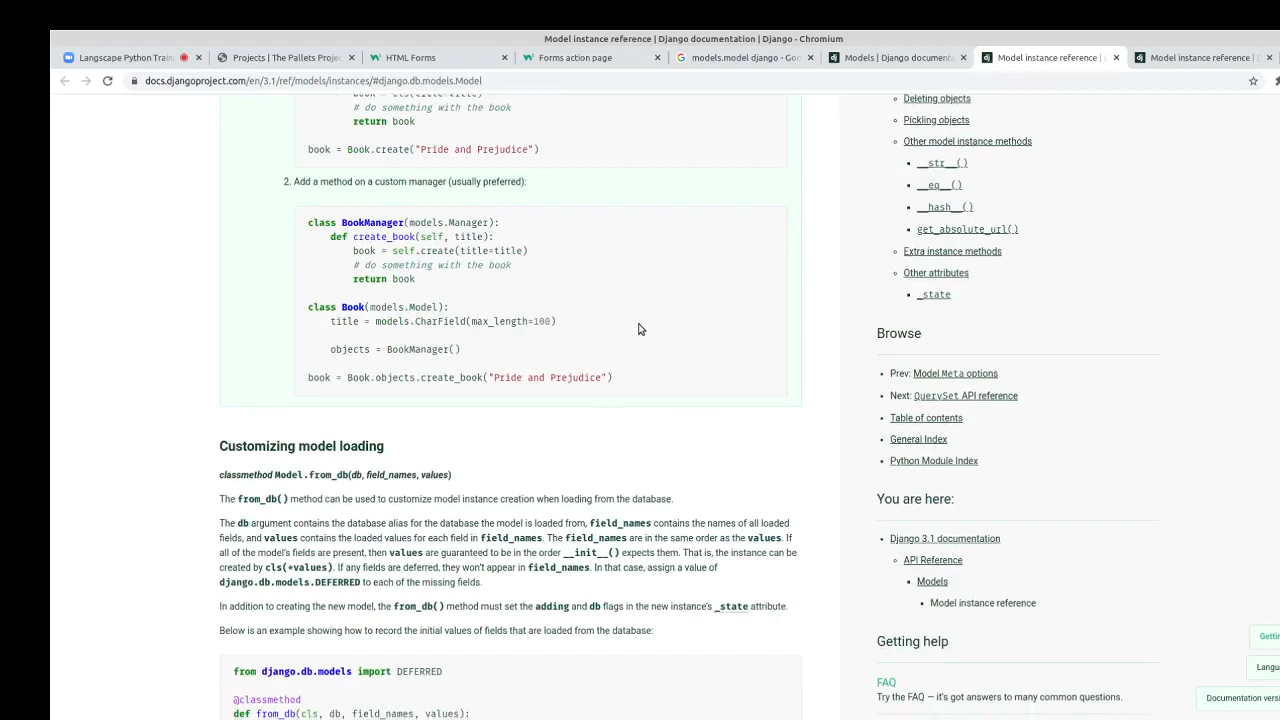 Model instance reference | Django documentation | Django - Chromium
Langscape Python Train
Projects | The Pallets Projec
HTML Forms
Forms action page
models.model django - Goo
Models | Django document
Model instance reference |
Model instance reference |
docs.djangoproject.com/en/3.1/ref/models/instances/#django.db.models.Model
# do something with the book
return book
book = Book.create("Pride and Prejudice")
2. Add a method on a custom manager (usually preferred):
class BookManager(models.Manager):
def create_book(self, title):
book = self.create(title=title)
# do something with the book
return book
class Book(models.Model):
title = models.CharField(max_length=100)
objects = BookManager()
book = Book.objects.create_book("Pride and Prejudice")
Customizing model loading
classmethod Model.from_db(db, field_names, values)
The from_db() method can be used to customize model instance creation when loading from the database.
The db argument contains the database alias for the database the model is loaded from, field_names contains the names of all loaded
fields, and values contains the loaded values for each field in field_names. The field_names are in the same order as the values. If
all of the model's fields are present, then values are guaranteed to be in the order __init__() expects them. That is, the instance can be
created by cls(*values). If any fields are deferred, they won't appear in field_names. In that case, assign a value of
django.db.models.DEFERRED to each of the missing fields.
In addition to creating the new model, the from_db() method must set the adding and db flags in the new instance's _state attribute.
Below is an example showing how to record the initial values of fields that are loaded from the database:
from django.db.models import DEFERRED
@classmethod
def from_db(cls, db, field_names, values):
Deleting objects
Pickling objects
Other model instance methods
__str__()
__eq__()
__hash__()
get_absolute_url()
Extra instance methods
Other attributes
_state
Browse
Prev: Model Meta options
Next: QuerySet API reference
Table of contents
General Index
Python Module Index
You are here:
Django 3.1 documentation
API Reference
Models
Model instance reference
Getting help
FAQ
Try the FAQ — it's got answers to many common questions.
Gettin
Langu
Documentation versi